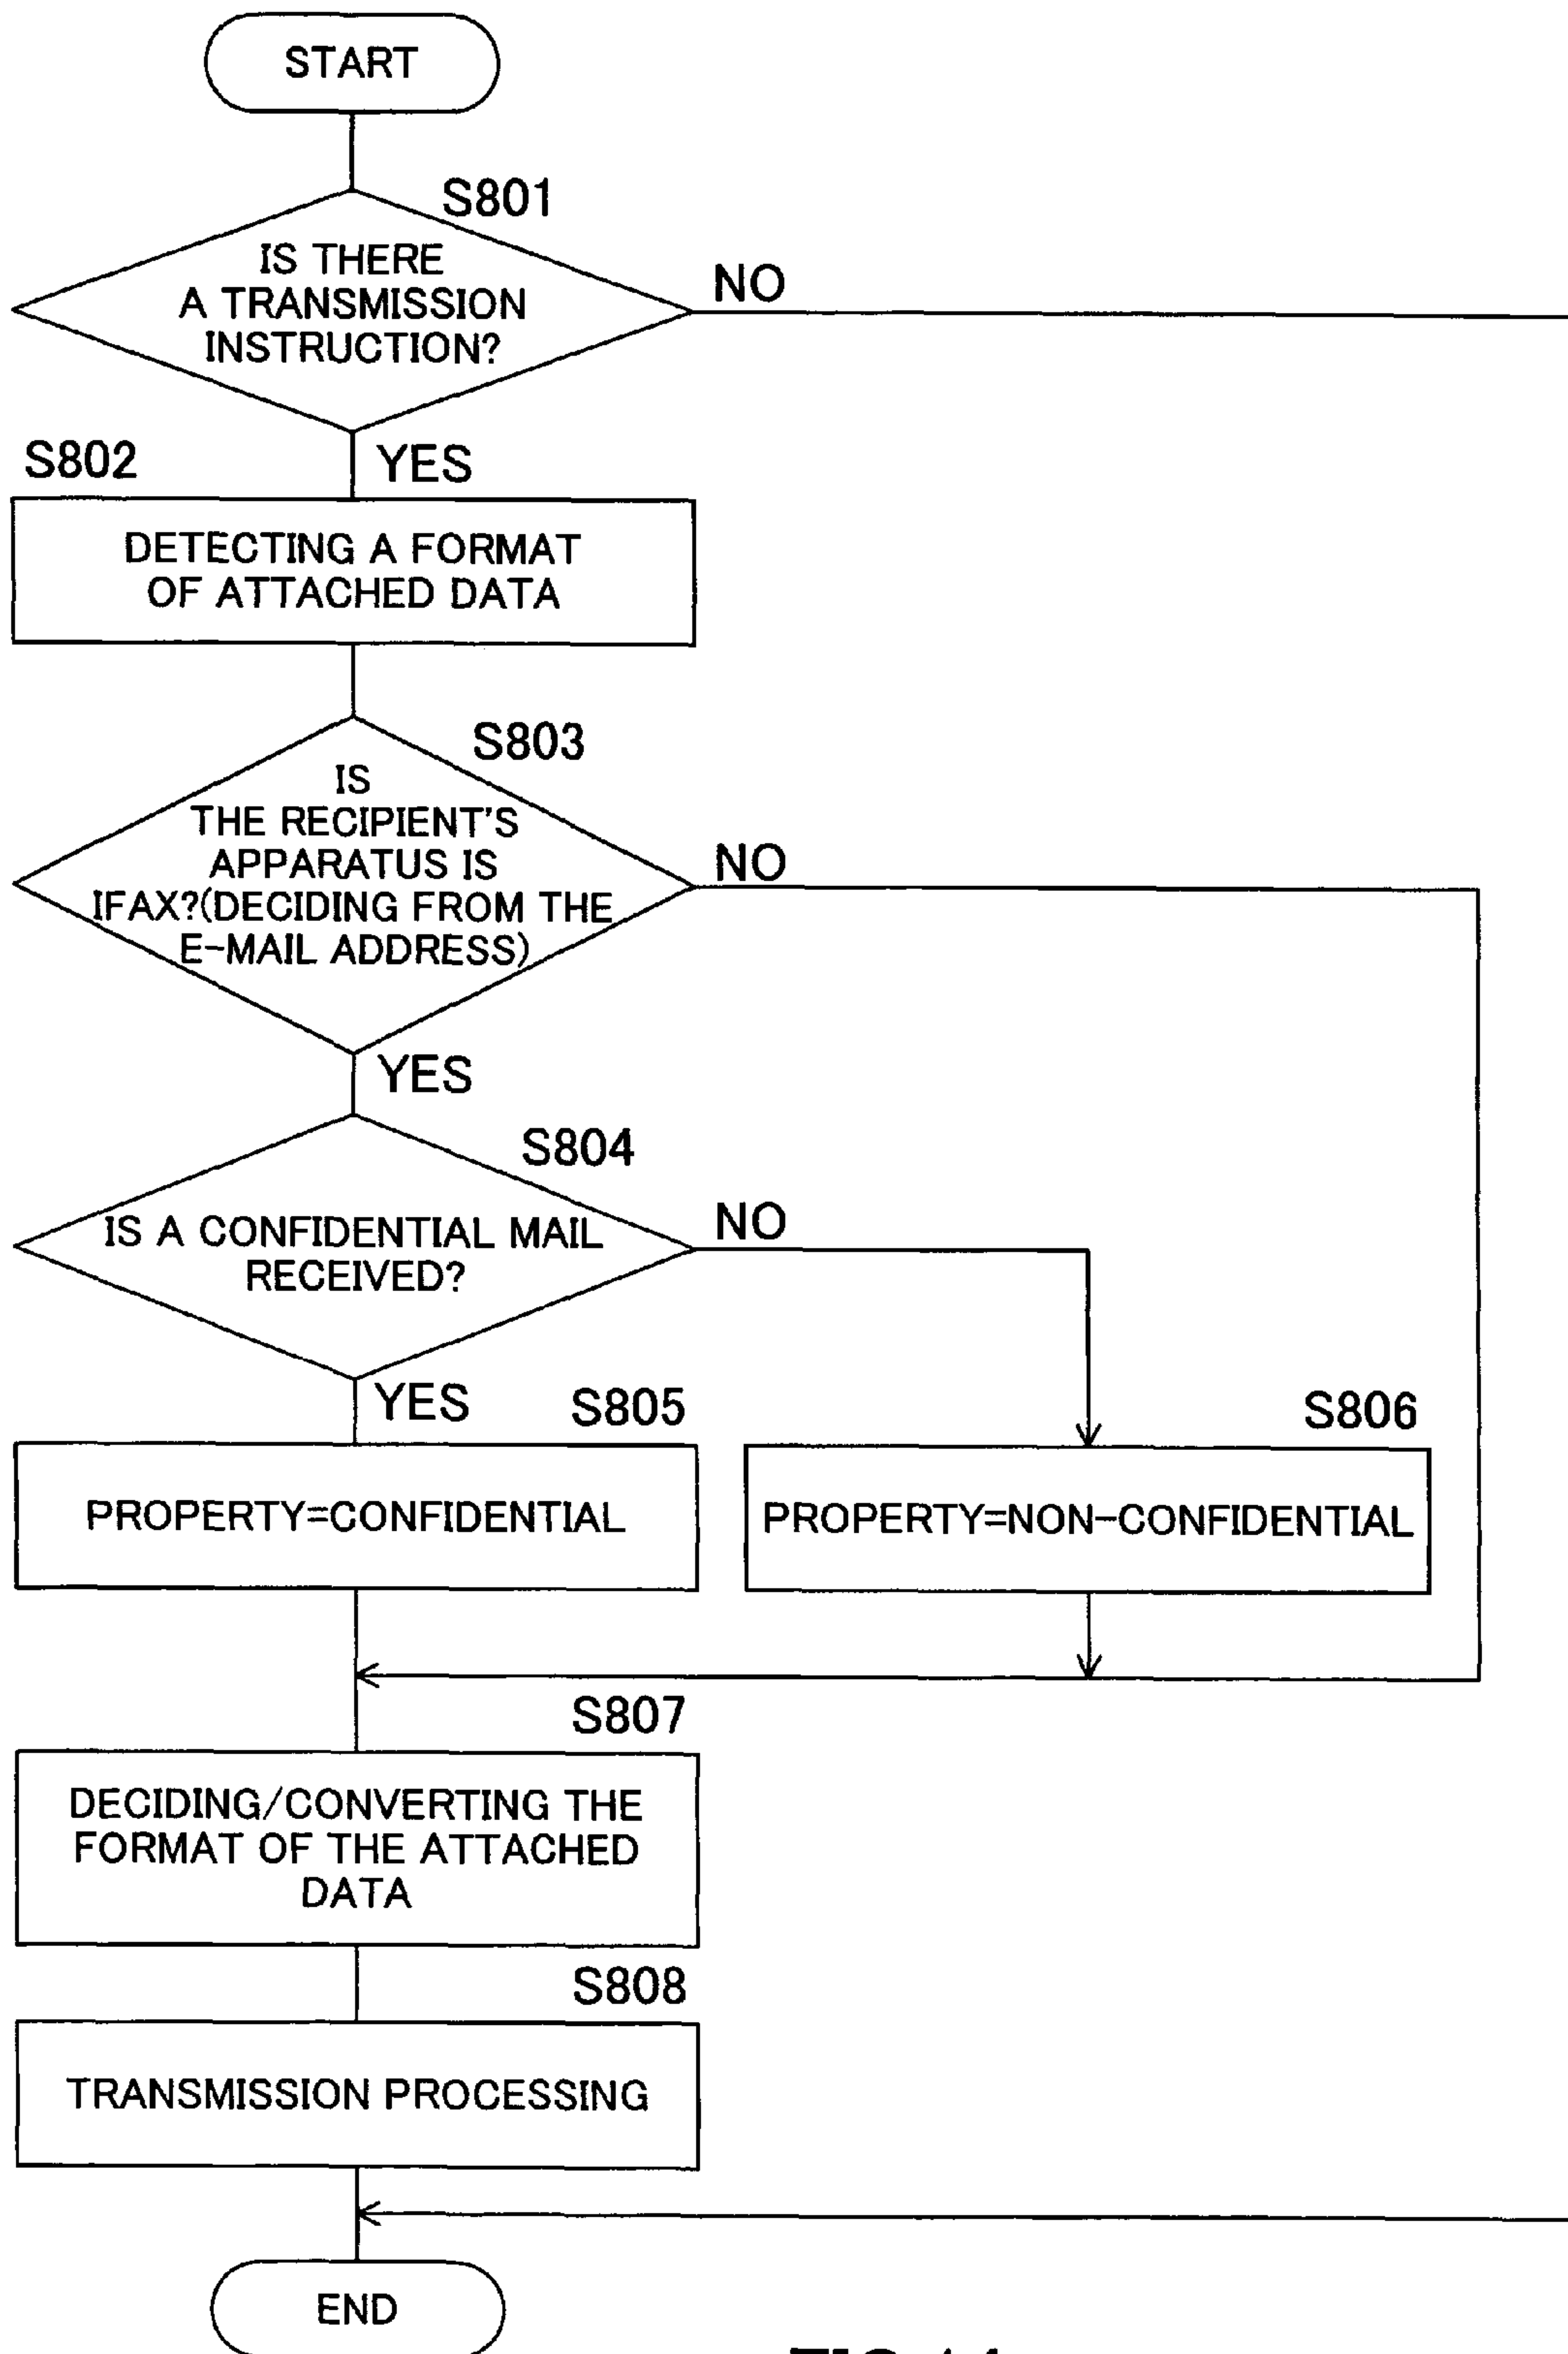 START
S801
IS THERE
A TRANSMISSION
INSTRUCTION?
NO
YES
S802
DETECTING A FORMAT
OF ATTACHED DATA
S803
IS
THE RECIPIENT'S
APPARATUS IS
IFAX?(DECIDING FROM THE
E-MAIL ADDRESS)
NO
YES
S804
IS A CONFIDENTIAL MAIL
RECEIVED?
NO
YES
S805
PROPERTY=CONFIDENTIAL
S806
PROPERTY=NON-CONFIDENTIAL
S807
DECIDING/CONVERTING THE
FORMAT OF THE ATTACHED
DATA
S808
TRANSMISSION PROCESSING
END